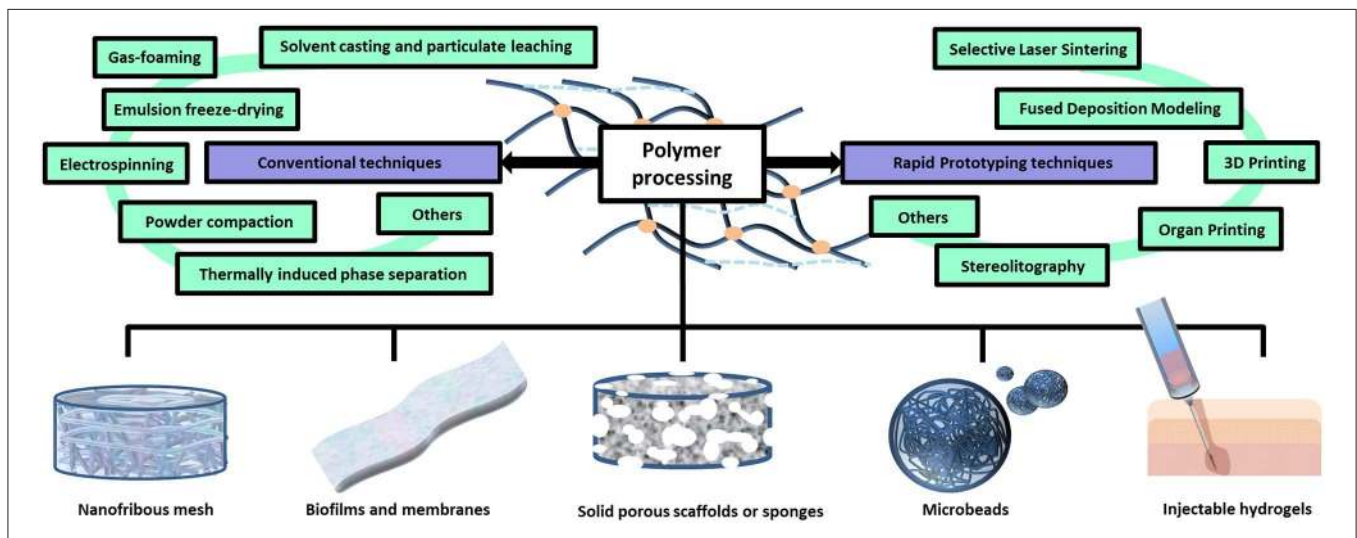 Solvent casting and particulate leaching
Gas-foaming
Emulsion freeze-drying
Electrospinning
Conventional techniques
Powder compaction
Others
Thermally induced phase separation
Polymer
processing
Selective Laser Sintering
Fused Deposition Modeling
Rapid Prototyping techniques
3D Printing
Others
Organ Printing
Stereolitography
Nanofribous mesh
Biofilms and membranes
Solid porous scaffolds or sponges
Microbeads
Injectable hydrogels